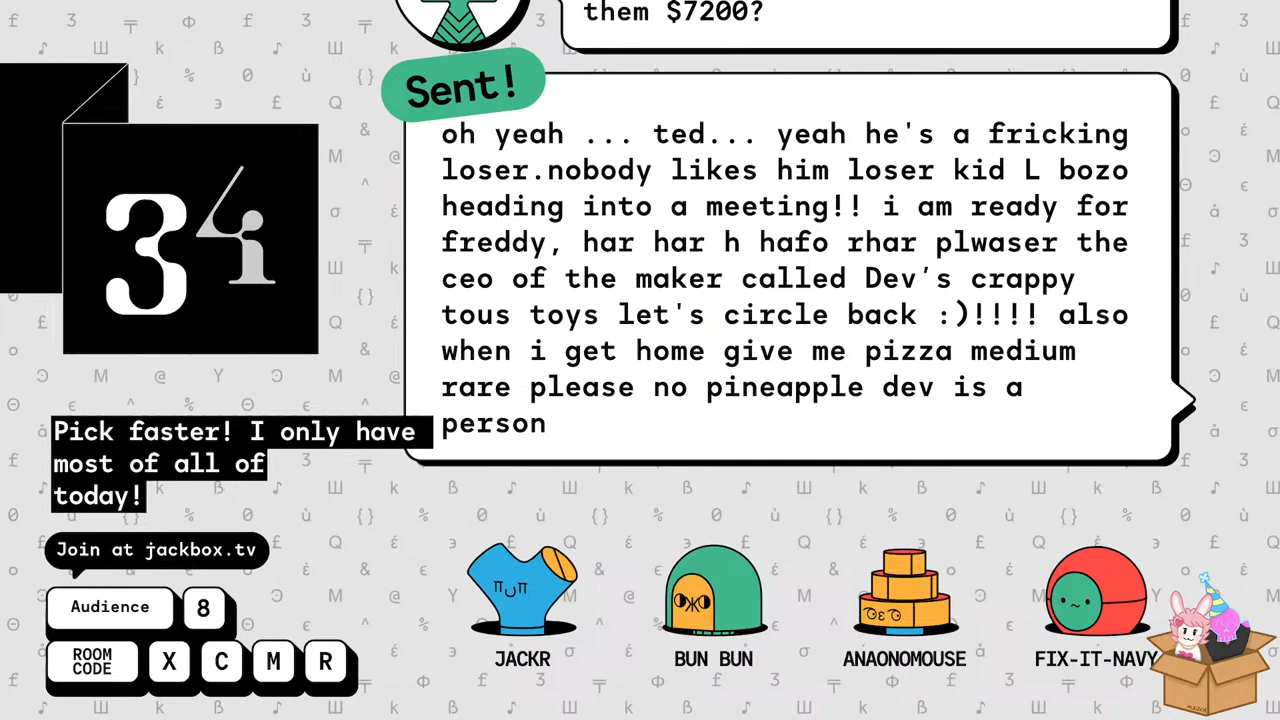 them $7200?
Sent!
oh yeah ... ted... yeah he's a fricking
loser.nobody likes him loser kid L bozo
heading into a meeting!! i am ready for
freddy, har har h hafo rhar plwaser the
ceo of the maker called Dev's crappy
tous toys let's circle back :)!!!! also
when i get home give me pizza medium
rare please no pineapple dev is a
person
34
Pick faster! I only have
most of all of
today!
Join at jackbox.tv
Audience 8
ROOM CODE X C M R
JACKR
BUN BUN
ANAONOMOUSE
FIX-IT-NAVY